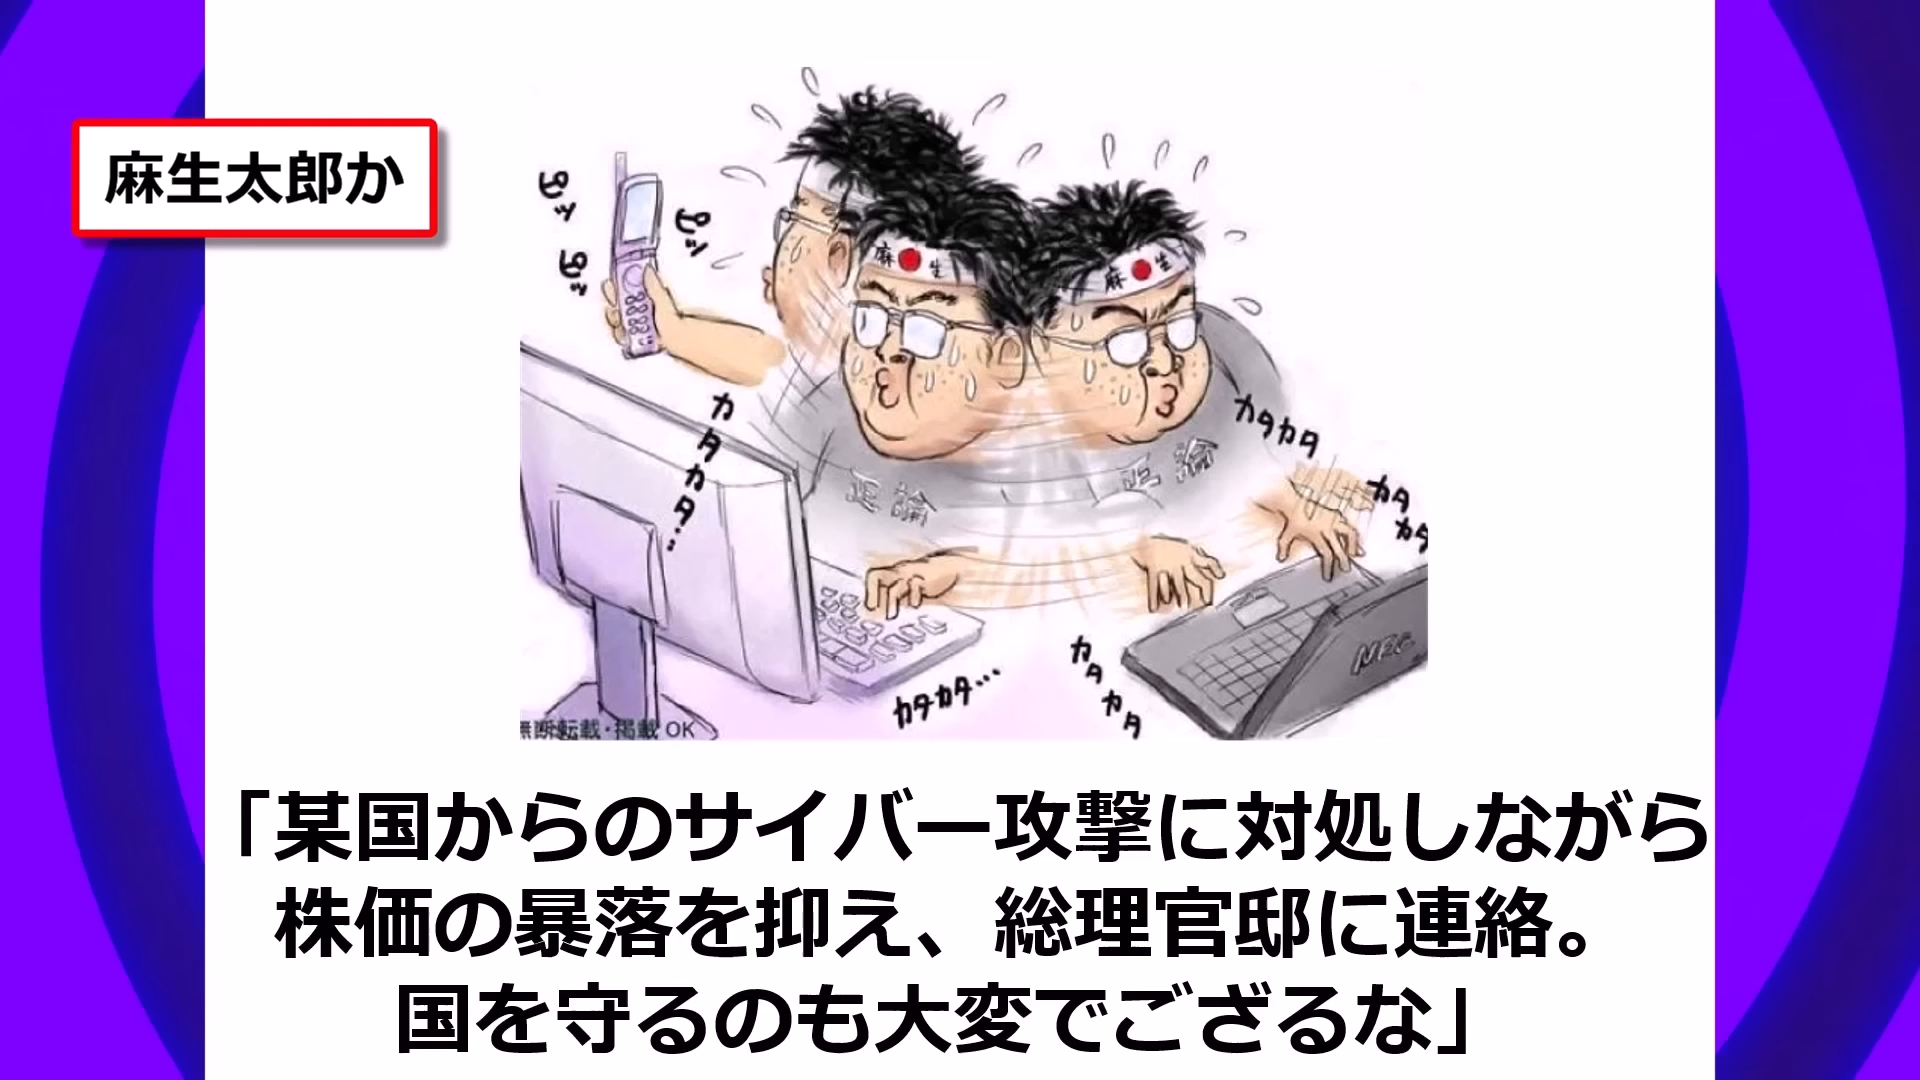 麻生太郎か
ピッ
ピッ
ピッ
麻 生
麻 生
カタカタ…
正論
正論
カタカタ
カタ
カタ
カタカタ…
カタカタ
NEC
無断転載・掲載 OK
「某国からのサイバー攻撃に対処しながら
株価の暴落を抑え、総理官邸に連絡。
国を守るのも大変でござるな」